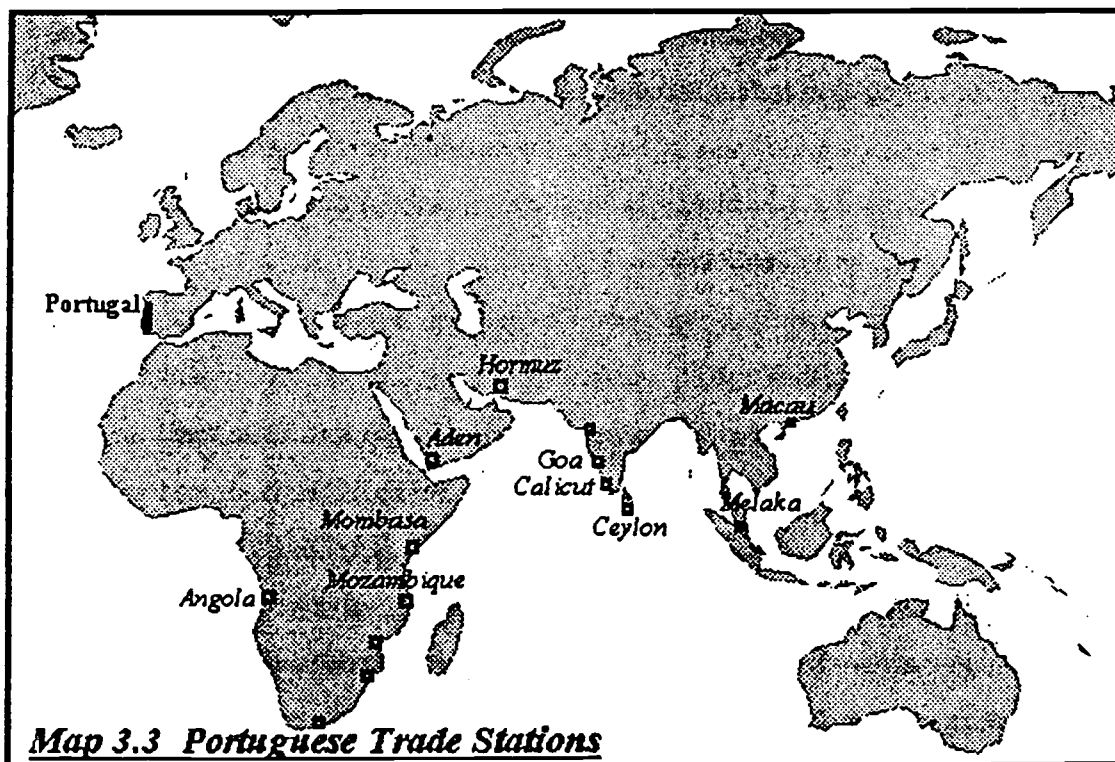 Portugal
Hormuz
Macau
Aden
Goa
Calicut
Melaka
Ceylon
Mombasa
Mozambique
Angola
Map 3.3 Portuguese Trade Stations